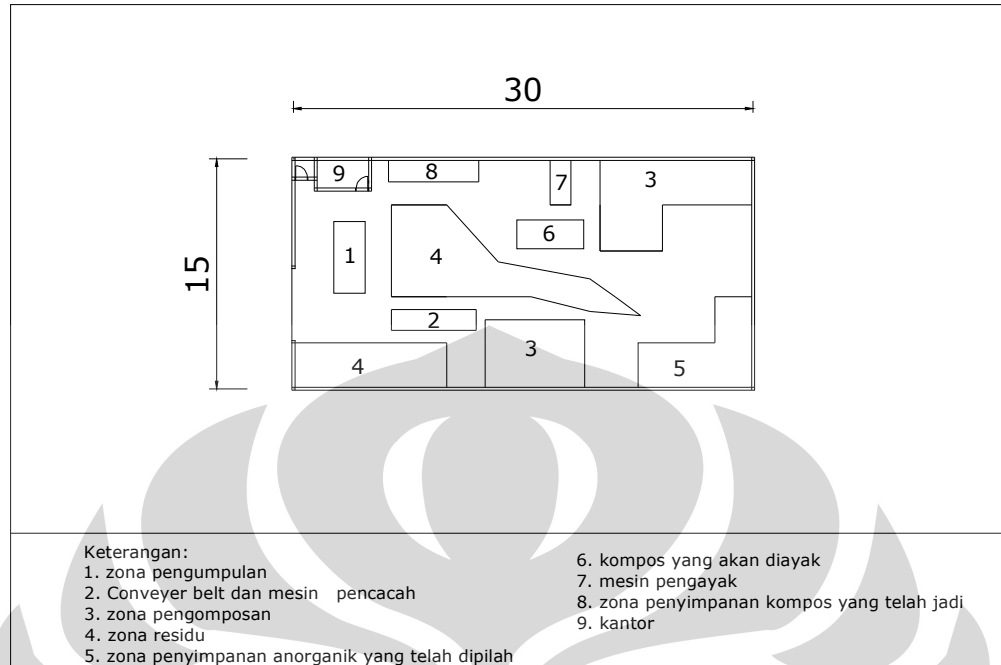 30
15
9
8
7
3
6
1
4
2
3
4
5
Keterangan:
1. zona pengumpulan
2. Conveyer belt dan mesin pencacah
3. zona pengomposan
4. zona residu
5. zona penyimpanan anorganik yang telah dipilah
6. kompos yang akan diayak
7. mesin pengayak
8. zona penyimpanan kompos yang telah jadi
9. kantor